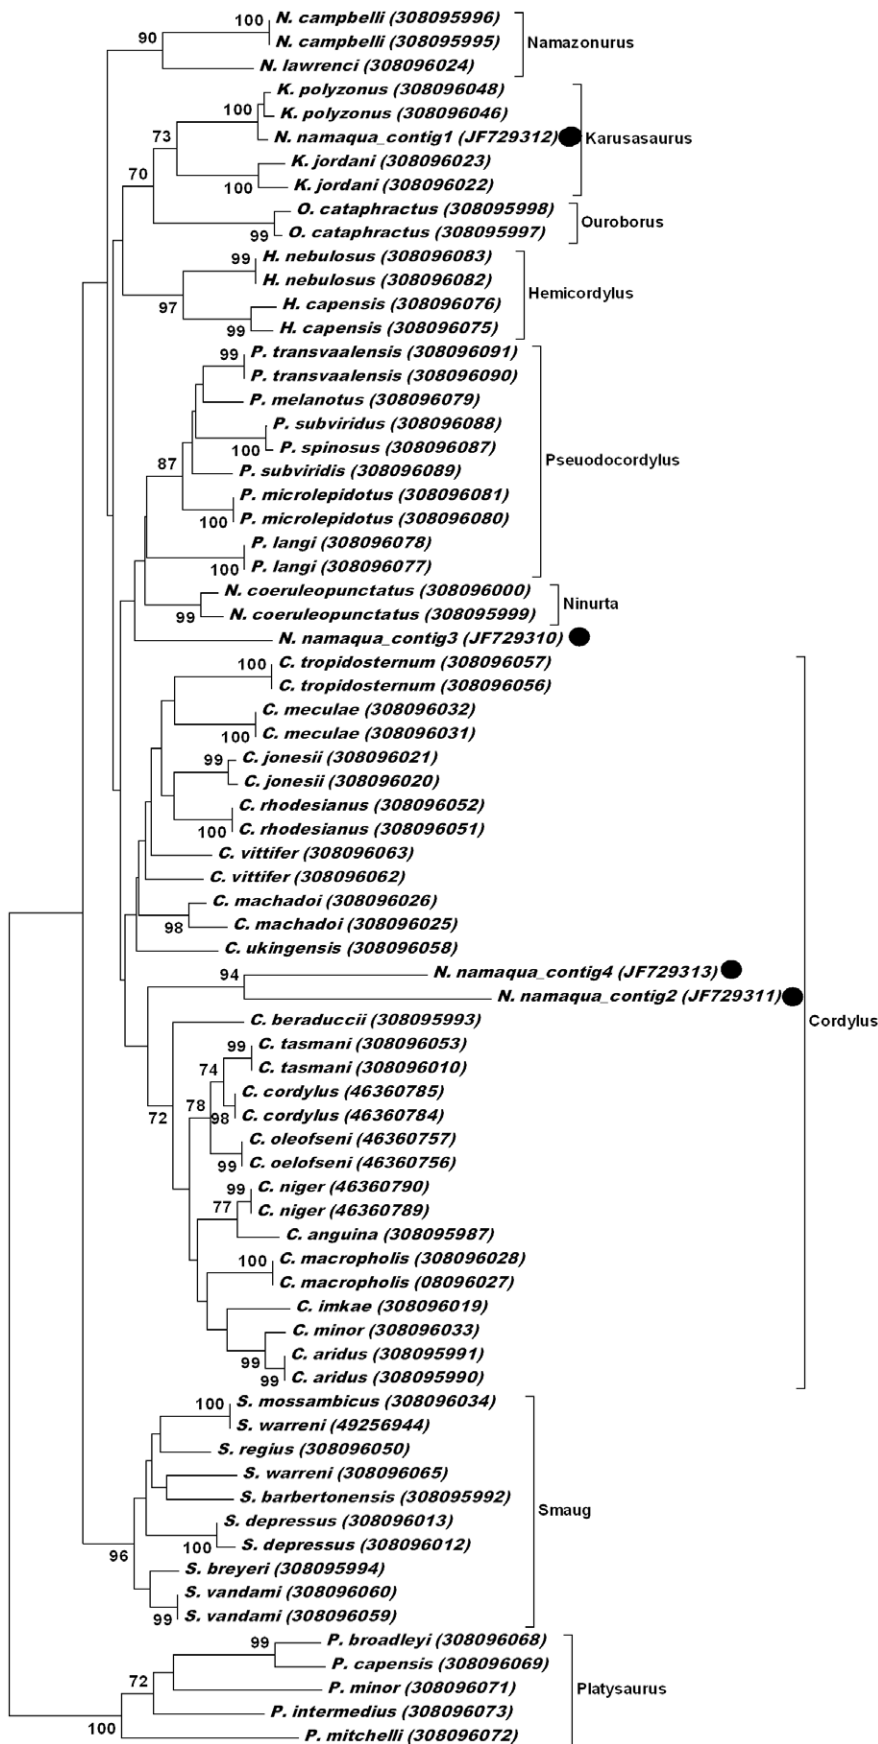 100 N. campbelli (308095996)
N. campbelli (308095995)
90 Namazonurus
N. lawrenci (308096024)
K. polyzonus (308096048)
100 K. polyzonus (308096046)
73 N. namaqua_contig1 (JF729312) Karusasaurus
K. jordani (308096023)
70 100 K. jordani (308096022)
O. cataphractus (308095998)
Ouroborus
99 O. cataphractus (308095997)
99 H. nebulosus (308096083)
H. nebulosus (308096082)
Hemicordylus
97 H. capensis (308096076)
99 H. capensis (308096075)
99 P. transvaalensis (308096091)
P. transvaalensis (308096090)
P. melanotus (308096079)
P. subviridus (308096088)
100 P. spinosus (308096087)
87 Pseuodocordylus
P. subviridis (308096089)
P. microlepidotus (308096081)
100 P. microlepidotus (308096080)
P. langi (308096078)
100 P. langi (308096077)
N. coeruleopunctatus (308096000)
Ninurta
99 N. coeruleopunctatus (308095999)
N. namaqua_contig3 (JF729310)
100 C. tropidosternum (308096057)
C. tropidosternum (308096056)
C. meculae (308096032)
100 C. meculae (308096031)
99 C. jonesii (308096021)
C. jonesii (308096020)
C. rhodesianus (308096052)
100 C. rhodesianus (308096051)
C. vittifer (308096063)
C. vittifer (308096062)
C. machadoi (308096026)
98 C. machadoi (308096025)
C. ukingensis (308096058)
94 N. namaqua_contig4 (JF729313)
N. namaqua_contig2 (JF729311)
Cordylus
C. beraduccii (308095993)
99 C. tasmani (308096053)
74 C. tasmani (308096010)
C. cordylus (46360785)
72 78 98 C. cordylus (46360784)
C. oleofseni (46360757)
99 C. oelofseni (46360756)
99 C. niger (46360790)
77 C. niger (46360789)
C. anguina (308095987)
100 C. macropholis (308096028)
C. macropholis (08096027)
C. imkae (308096019)
C. minor (308096033)
99 C. aridus (308095991)
99 C. aridus (308095990)
100 S. mossambicus (308096034)
S. warreni (49256944)
S. regius (308096050)
S. warreni (308096065)
S. barbertonensis (308095992)
Smaug
S. depressus (308096013)
96 100 S. depressus (308096012)
S. breyeri (308095994)
S. vandami (308096060)
99 S. vandami (308096059)
99 P. broadleyi (308096068)
P. capensis (308096069)
72 P. minor (308096071) Platysaurus
P. intermedius (308096073)
100 P. mitchelli (308096072)